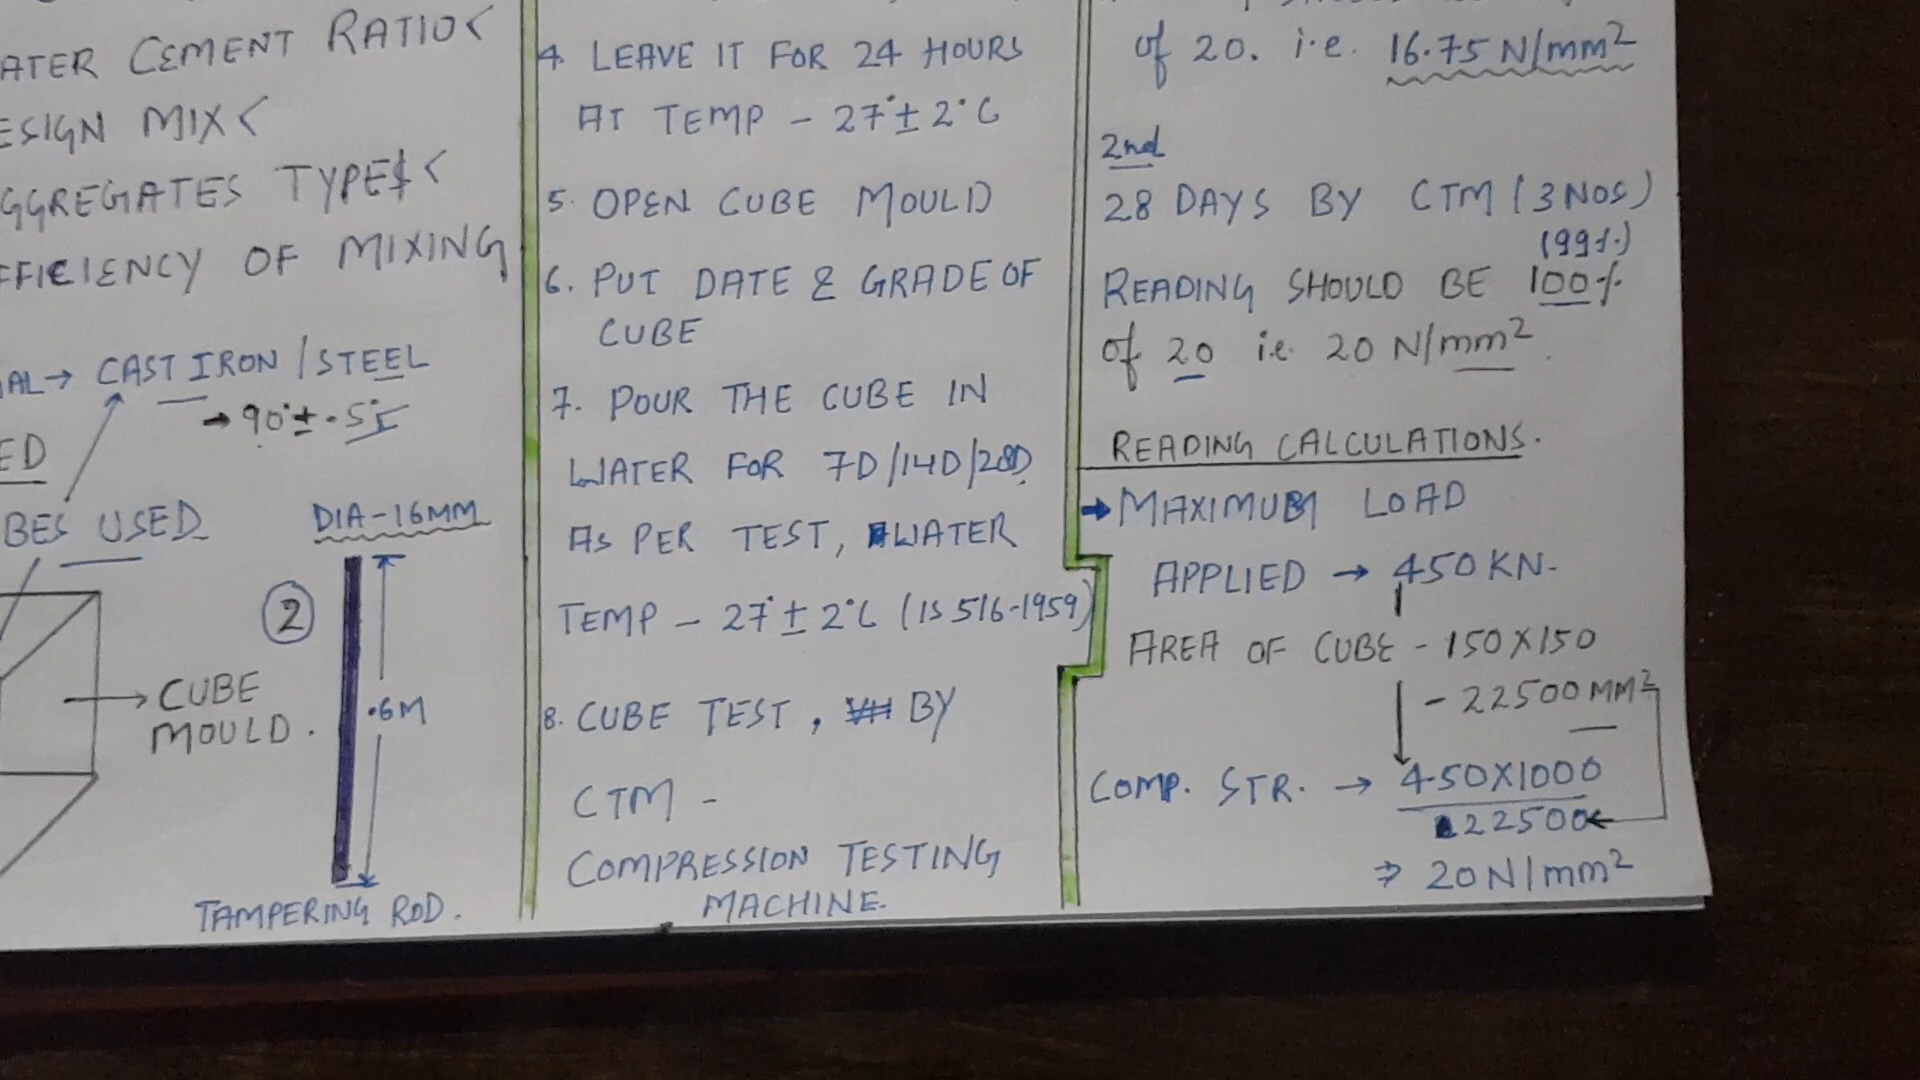 ATER CEMENT RATIO<
ESIGN MIX<
GGREGATES TYPES<
FFICIENCY OF MIXING
AL→ CAST IRON / STEEL
→ 90°± .5°
ED
BES USED
DIA-16MM
2
CUBE
MOULD.
.6M
TAMPERING ROD.
4. LEAVE IT FOR 24 HOURS
AT TEMP - 27°± 2°C
5. OPEN CUBE MOULD
6. PUT DATE & GRADE OF
CUBE
7. POUR THE CUBE IN
WATER FOR 7D/14D/28D
AS PER TEST, WATER
TEMP - 27°± 2°C (IS 516-1959)
8. CUBE TEST, BY
CTM -
COMPRESSION TESTING
MACHINE.
of 20. i.e. 16.75 N/mm²
2nd
28 DAYS BY CTM (3 NOS)
(99%)
READING SHOULD BE 100%
of 20 i.e. 20 N/mm².
READING CALCULATIONS.
→ MAXIMUM LOAD
APPLIED → 450 KN-
AREA OF CUBE - 150X150
- 22500 MM²
COMP. STR. → 450X1000
22500
⇒ 20N/mm²